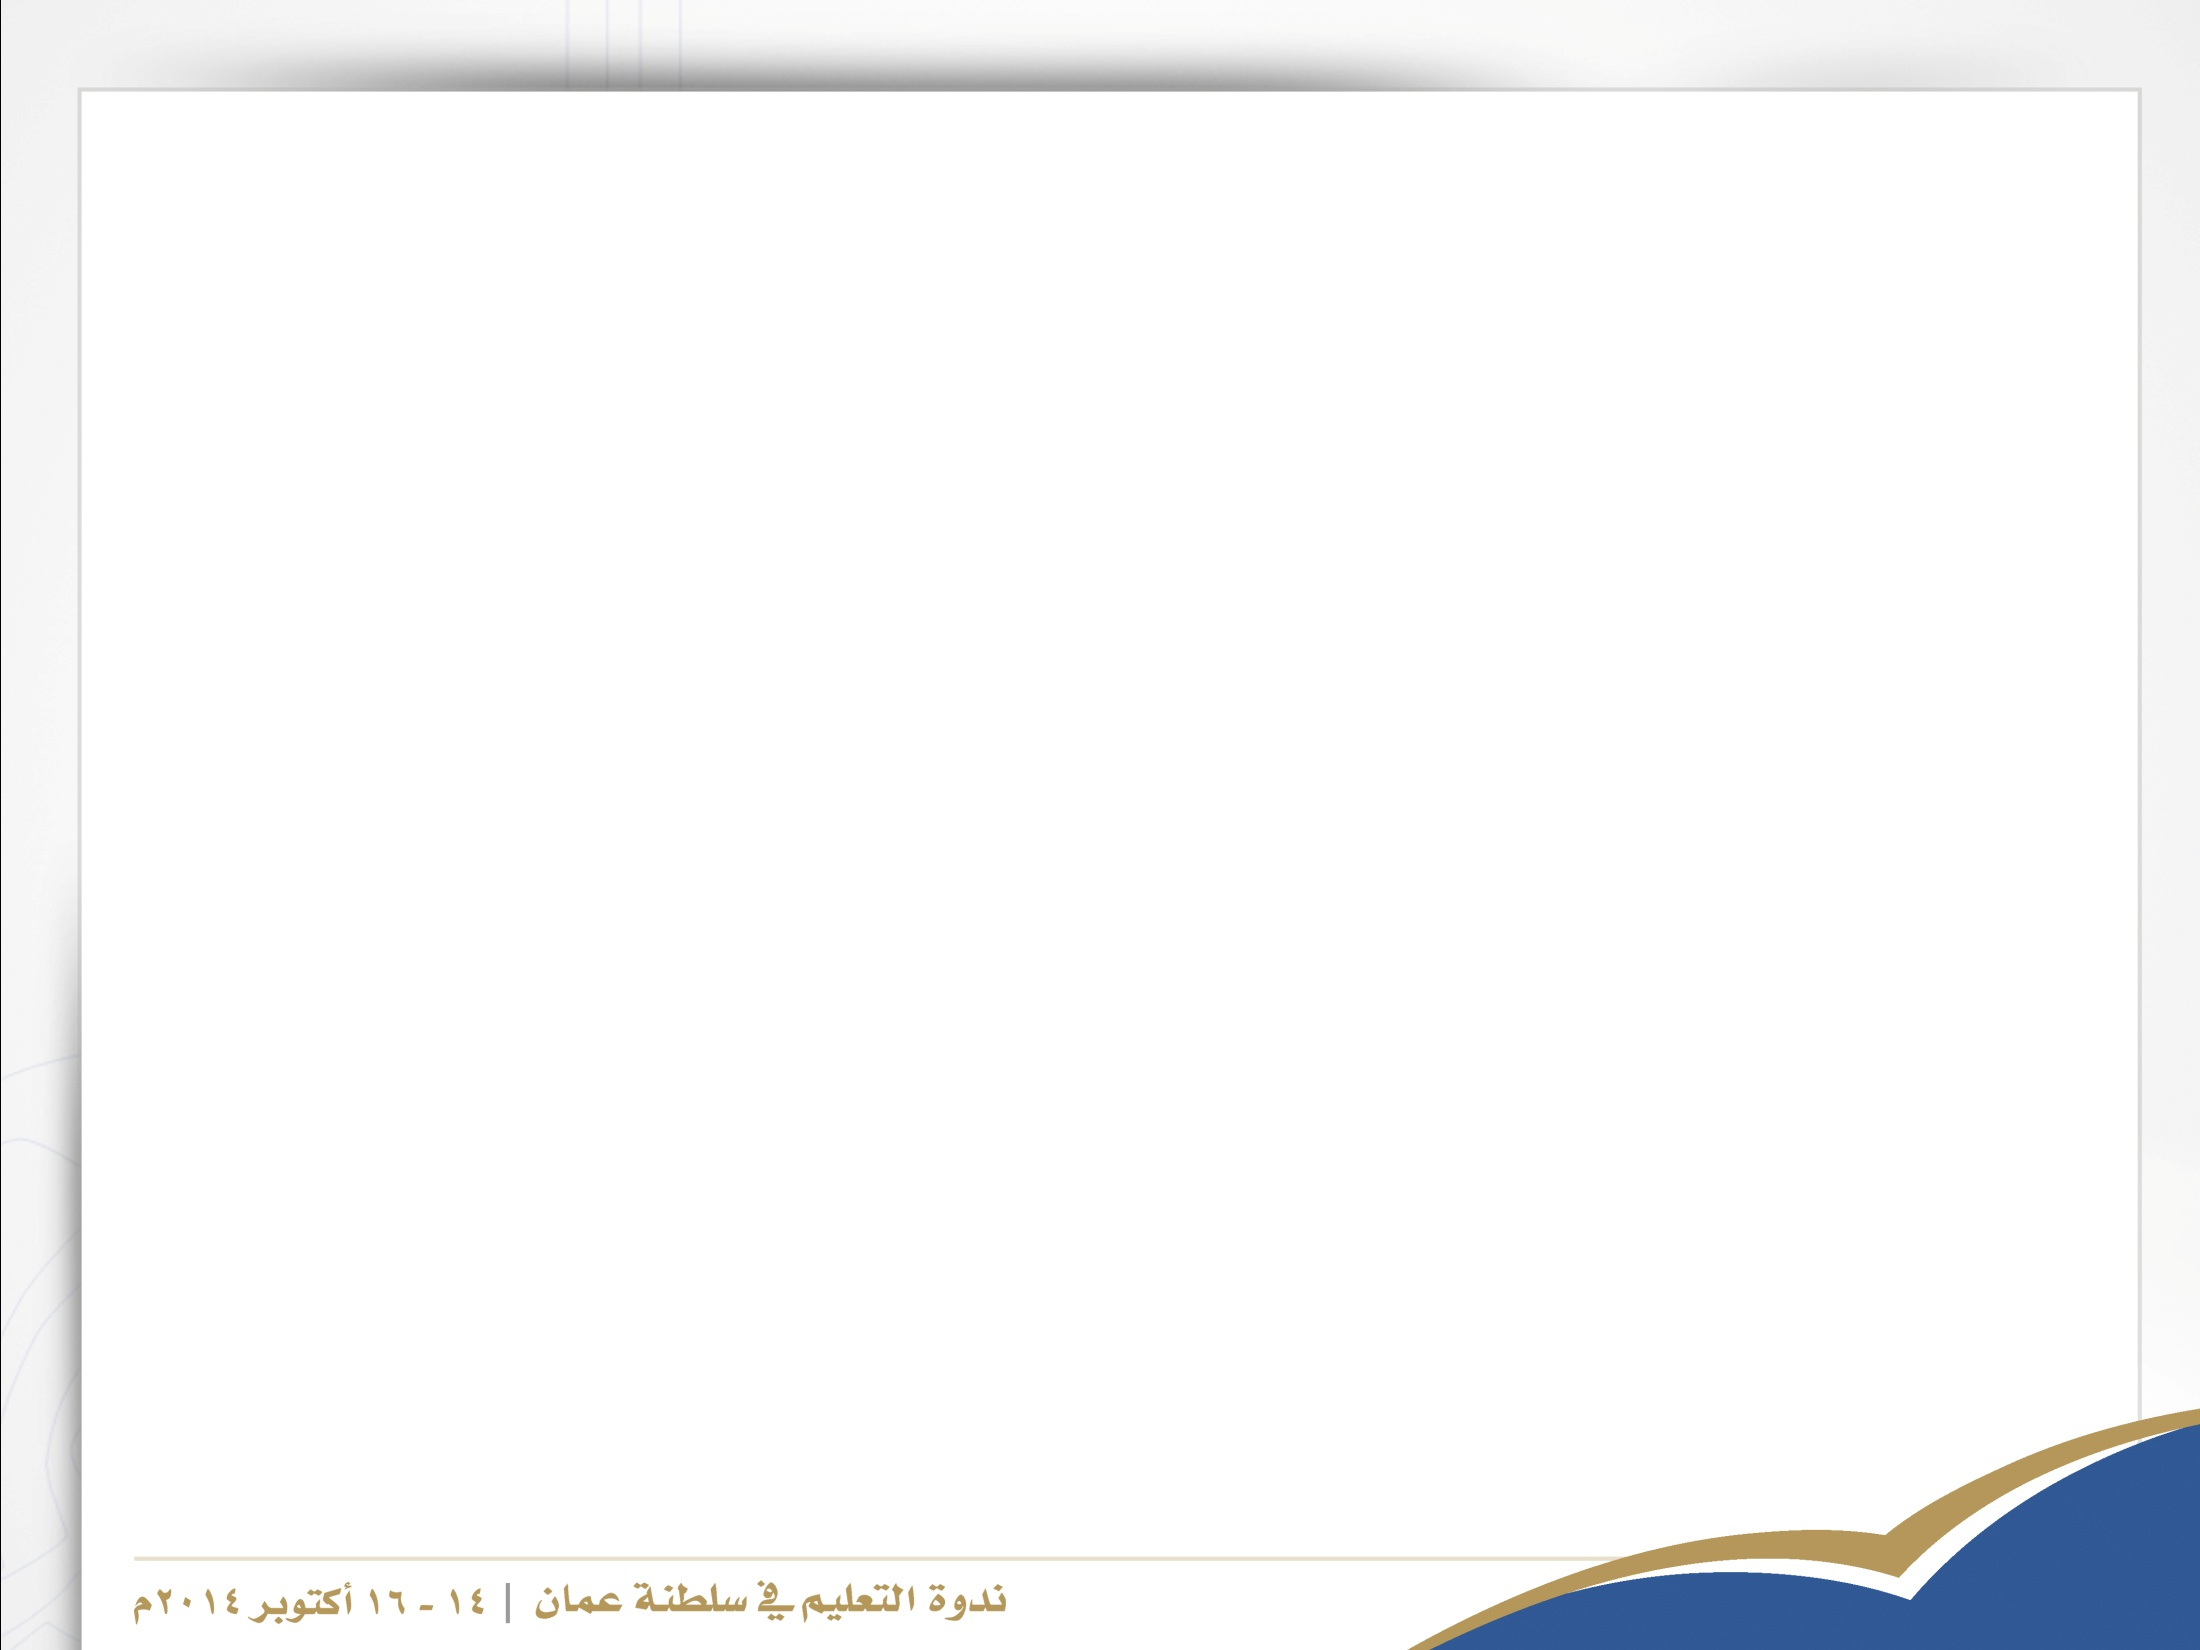 ندوة التعليم في سلطنة عمان | ١٤ - ١٦ أكتوبر ٢٠١٤م